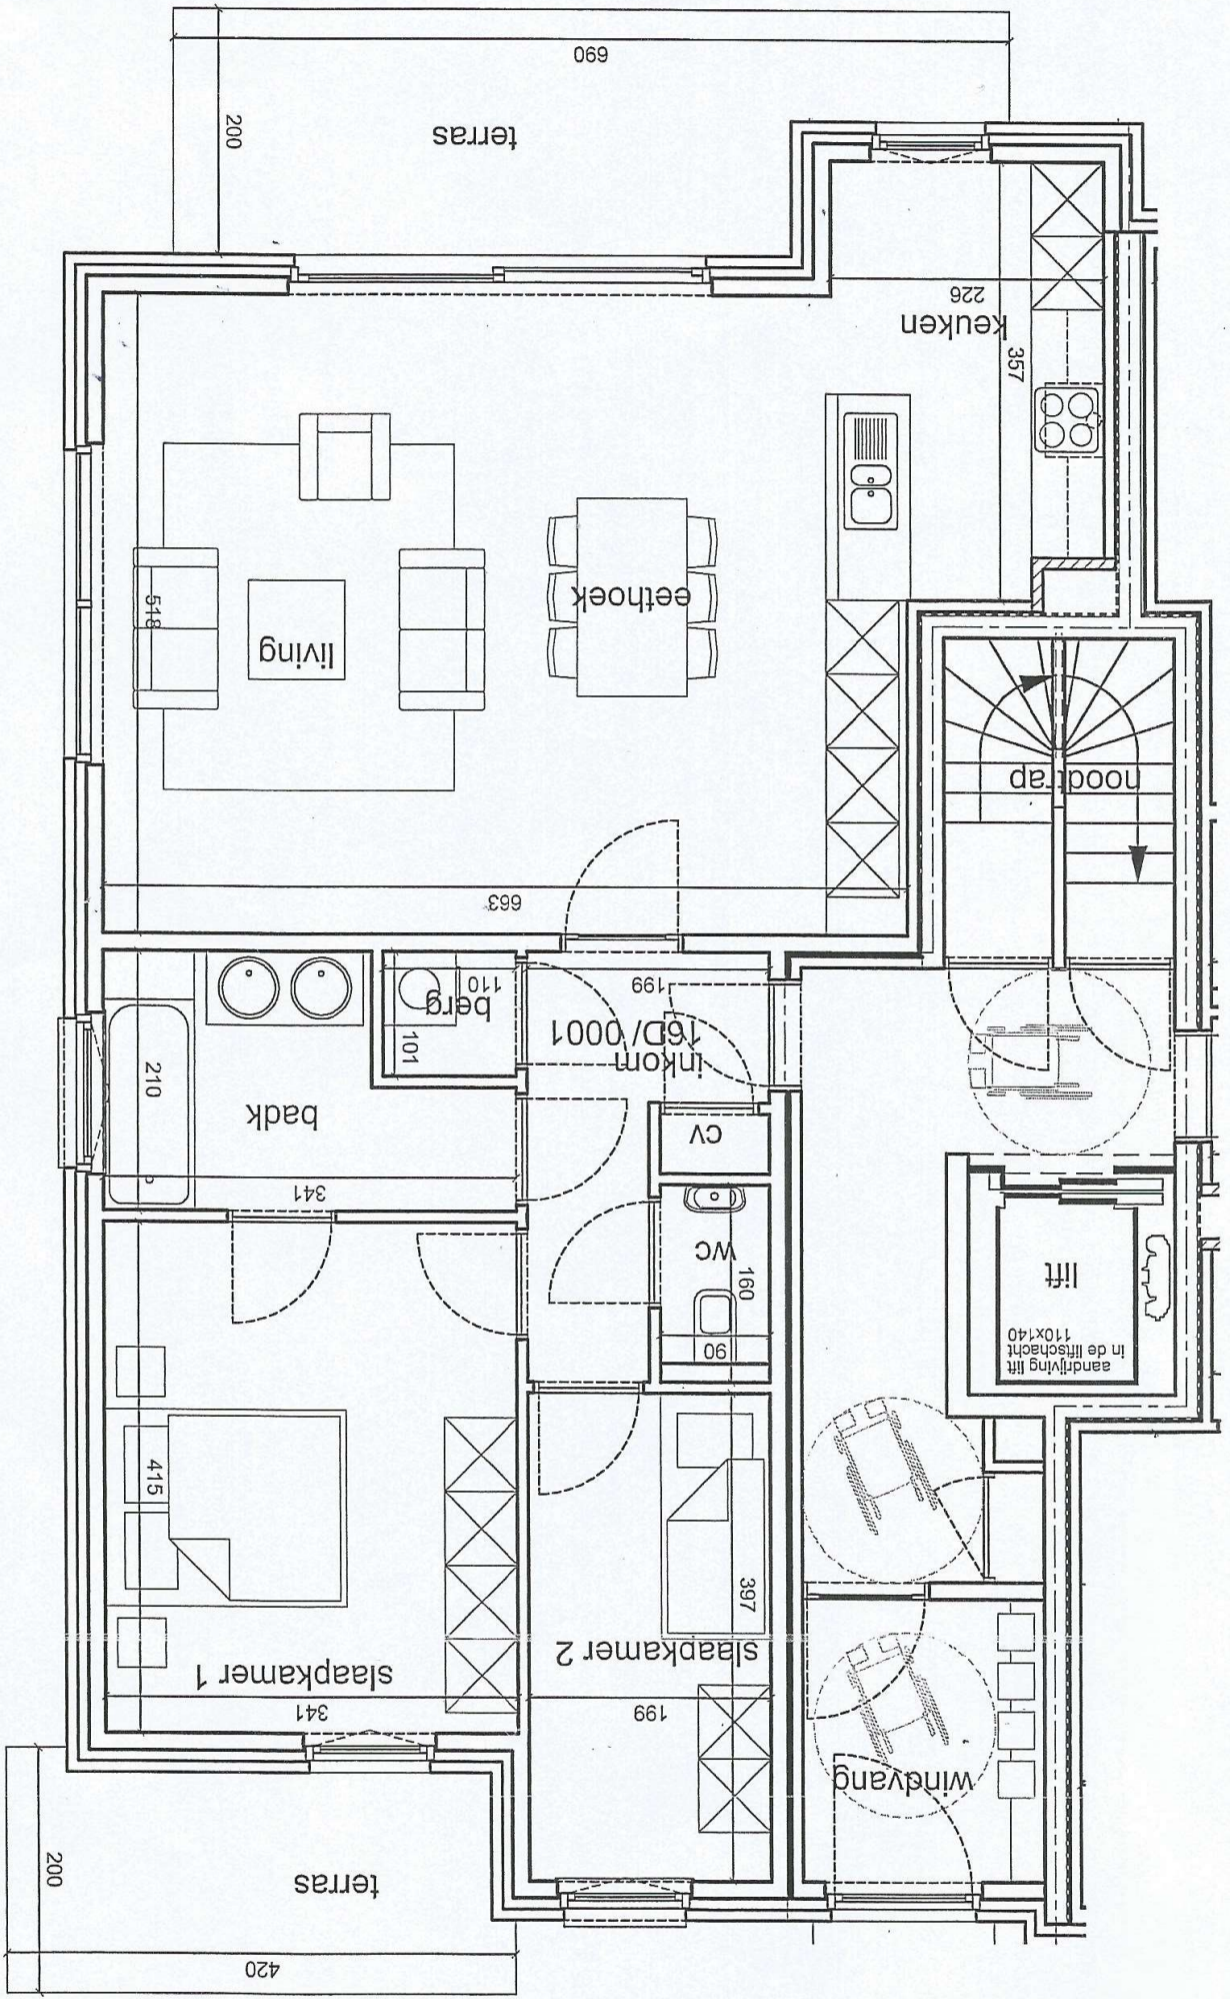 420
200
terras
windvang
199
341
slaapkamer 1
slaapkamer 2
397
415
90
160
wc
aandrijving lift
in de liftschacht
110x140
lift
341
badk
210
cv
inkom
16D/ 0001
berg
101
110
199
663
noodtrap
living
518
eethoek
357
keuken
226
terras
200
690